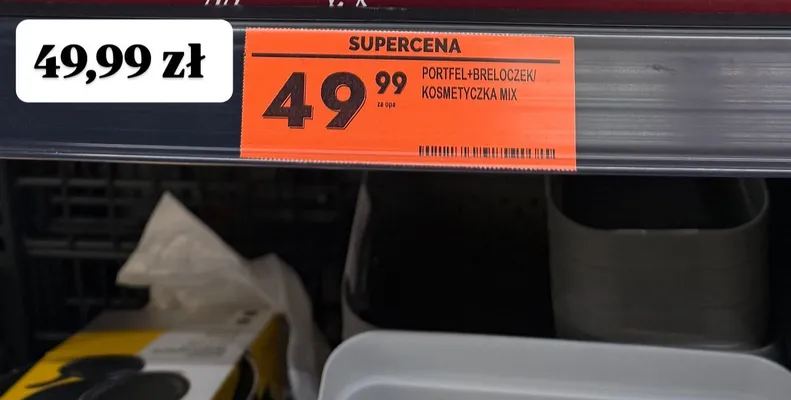 49,99 zł
SUPERCENA
49 99
za opa
PORTFEL+BRELOCZEK/
KOSMETYCZKA MIX